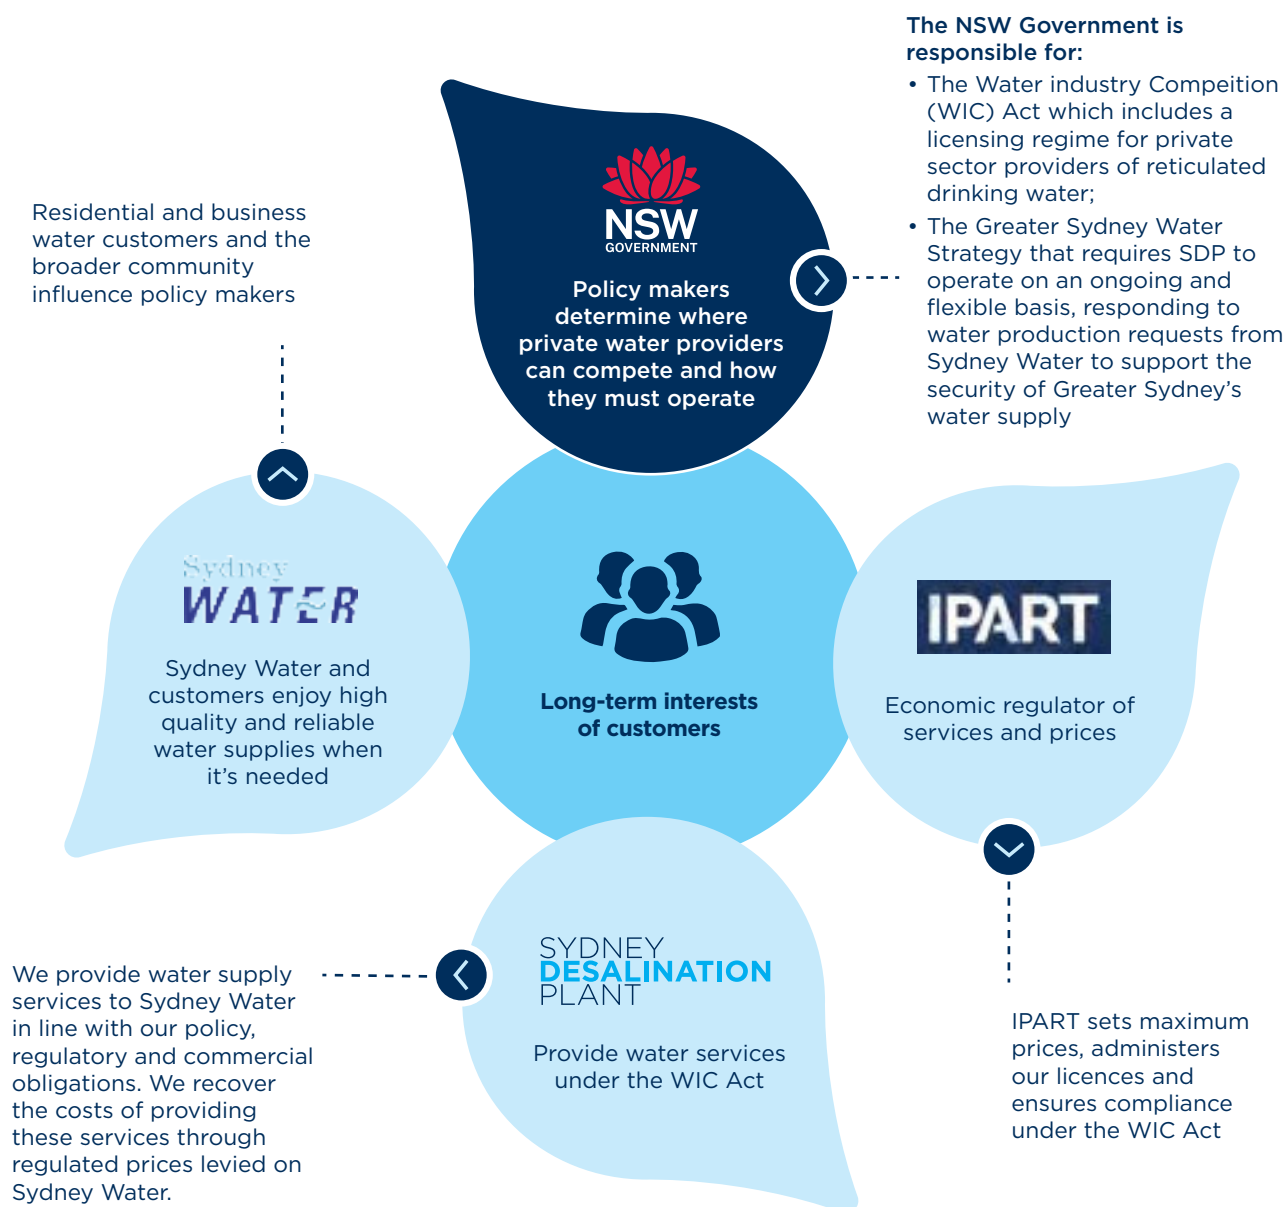 The NSW Government is
responsible for:
• The Water industry Compeition
(WIC) Act which includes a
licensing regime for private
sector providers of reticulated
drinking water;
• The Greater Sydney Water
Strategy that requires SDP to
operate on an ongoing and
flexible basis, responding to
water production requests from
Sydney Water to support the
security of Greater Sydney’s
water supply
NSW
GOVERNMENT
Policy makers
determine where
private water providers
can compete and how
they must operate
Residential and business
water customers and the
broader community
influence policy makers
Sydney
WATER
Sydney Water and
customers enjoy high
quality and reliable
water supplies when
it’s needed
Long-term interests
of customers
IPART
Economic regulator of
services and prices
SYDNEY
DESALINATION
PLANT
Provide water services
under the WIC Act
We provide water supply
services to Sydney Water
in line with our policy,
regulatory and commercial
obligations. We recover
the costs of providing
these services through
regulated prices levied on
Sydney Water.
IPART sets maximum
prices, administers
our licences and
ensures compliance
under the WIC Act